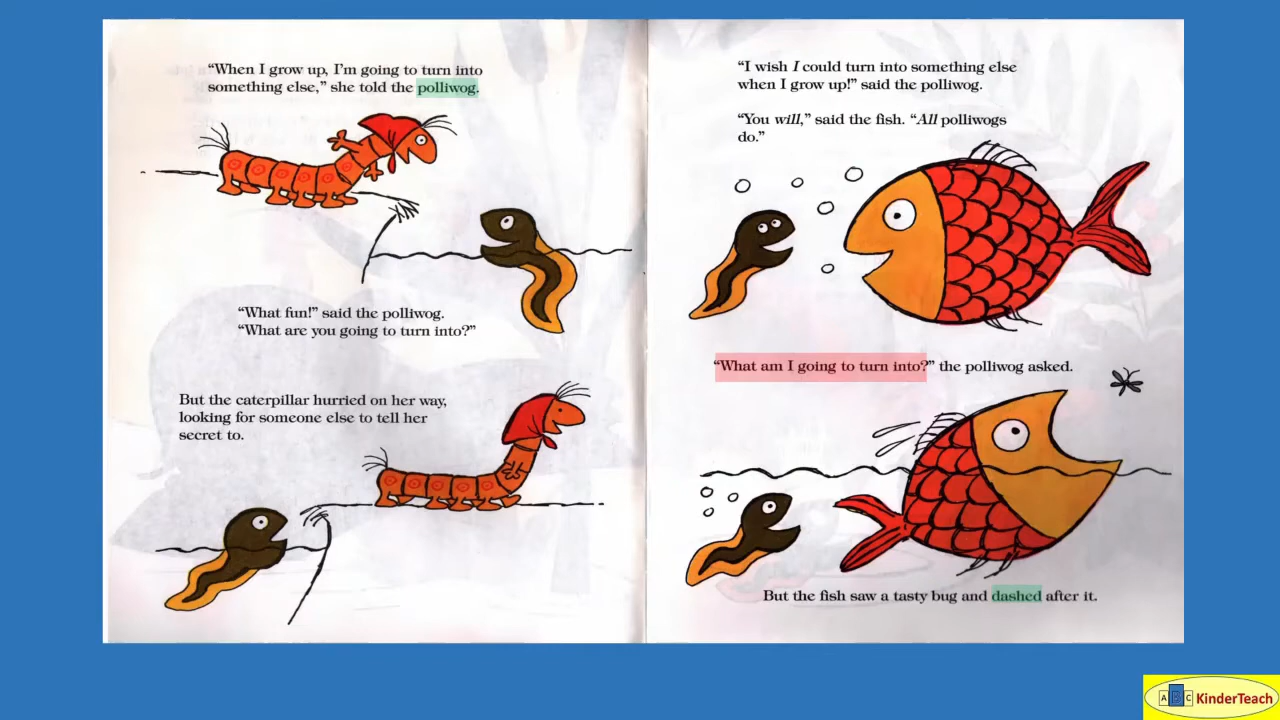 “When I grow up, I’m going to turn into
something else,” she told the polliwog.
“What fun!” said the polliwog.
“What are you going to turn into?”
But the caterpillar hurried on her way,
looking for someone else to tell her
secret to.
“I wish I could turn into something else
when I grow up!” said the polliwog.
“You will,” said the fish. “All polliwogs
do.”
“What am I going to turn into?” the polliwog asked.
But the fish saw a tasty bug and dashed after it.
ABC KinderTeach